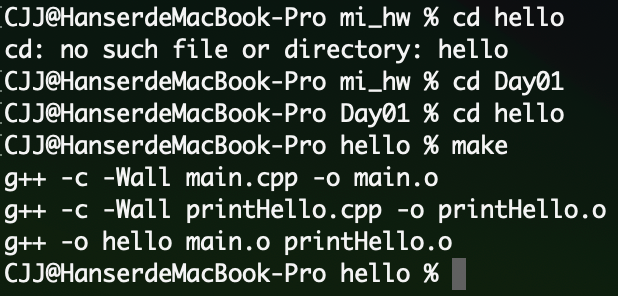 CJJ@HanserdeMacBook-Pro mi_hw % cd hello
cd: no such file or directory: hello
CJJ@HanserdeMacBook-Pro mi_hw % cd Day01
CJJ@HanserdeMacBook-Pro Day01 % cd hello
CJJ@HanserdeMacBook-Pro hello % make
g++ -c -Wall main.cpp -o main.o
g++ -c -Wall printHello.cpp -o printHello.o
g++ -o hello main.o printHello.o
CJJ@HanserdeMacBook-Pro hello %